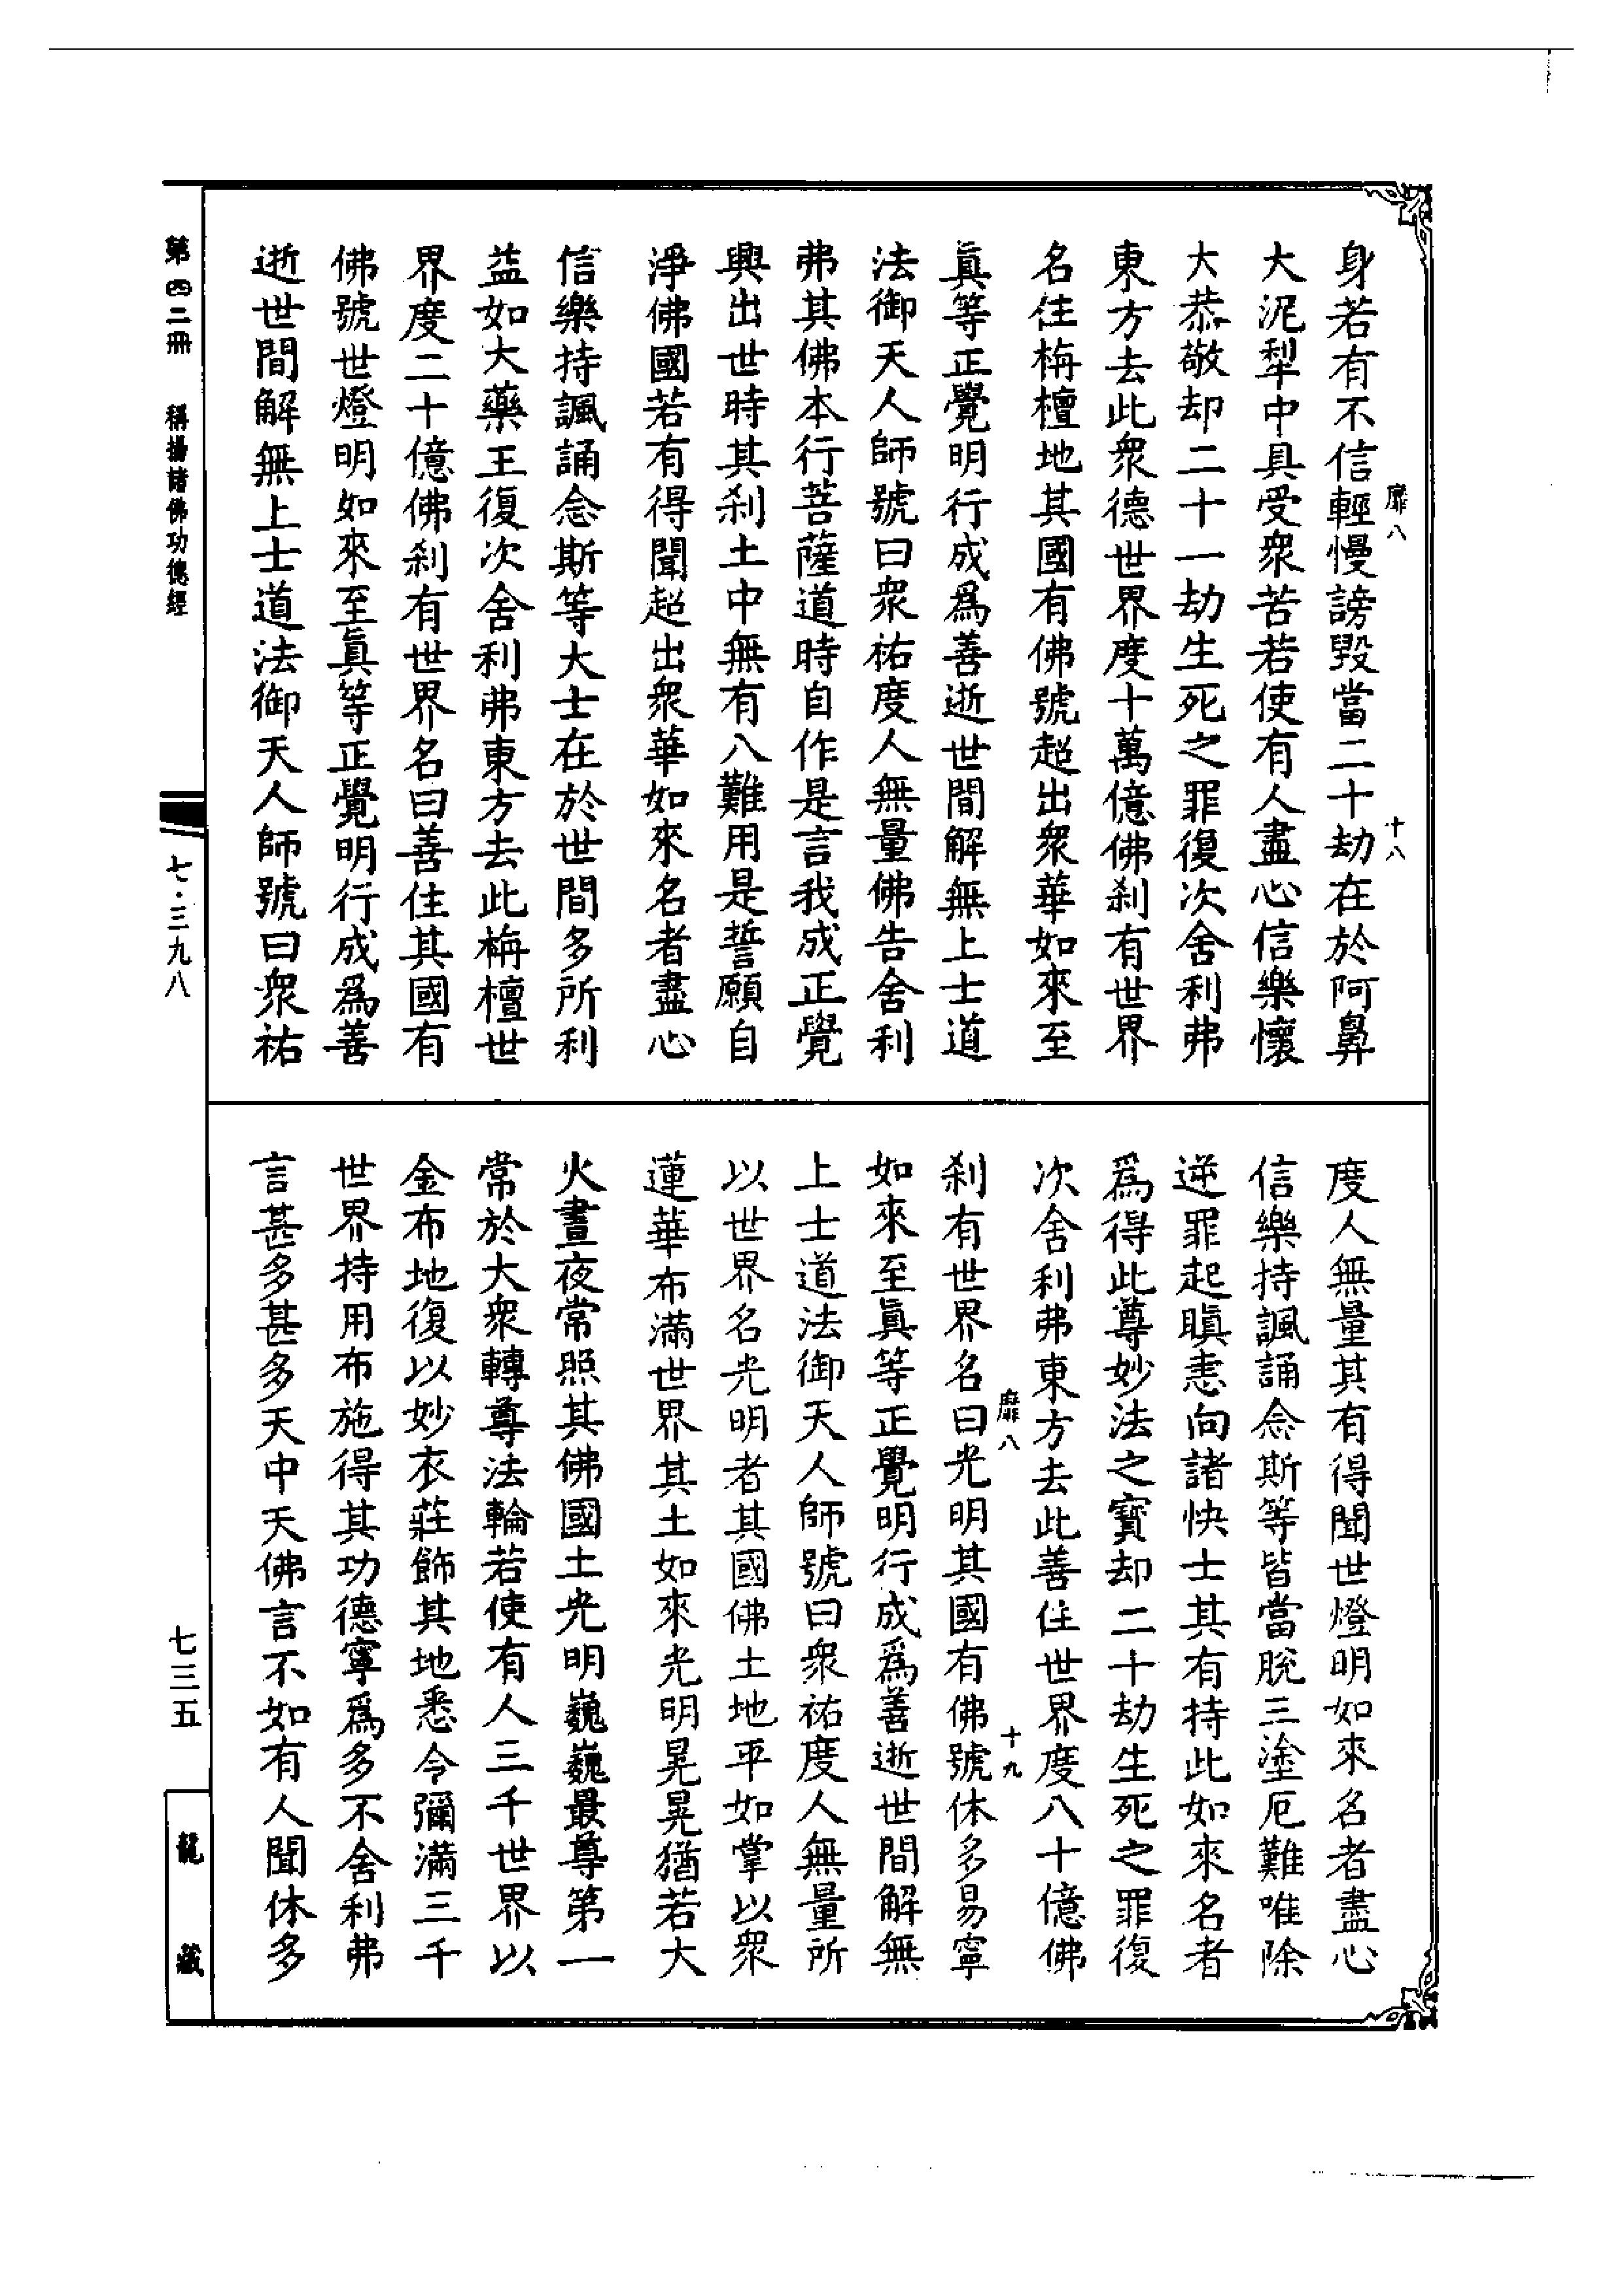 靡八
十八
身若有不信輕慢謗毀當二十劫在於阿鼻
大泥犁中具受衆苦若使有人盡心信樂懷
大恭敬却二十一劫生死之罪復次舍利弗
東方去此衆德世界度十萬億佛刹有世界
名住栴檀地其國有佛號超出衆華如來至
眞等正覺明行成爲善逝世間解無上士道
法御天人師號曰衆祐度人無量佛告舍利
弗其佛本行菩薩道時自作是言我成正覺
興出世時其刹土中無有八難用是誓願自
淨佛國若有得聞超出衆華如來名者盡心
信樂持諷誦念斯等大士在於世間多所利
益如大藥王復次舍利弗東方去此栴檀世
界度二十億佛刹有世界名曰善住其國有
佛號世燈明如來至眞等正覺明行成爲善
逝世間解無上士道法御天人師號曰衆祐
度人無量其有得聞世燈明如來名者盡心
信樂持諷誦念斯等皆當脫三塗厄難唯除
逆罪起瞋恚向諸快士其有持此如來名者
爲得此尊妙法之寶却二十劫生死之罪復
次舍利弗東方去此善住世界度八十億佛
靡八
十九
刹有世界名曰光明其國有佛號休多易寧
如來至眞等正覺明行成爲善逝世間解無
上士道法御天人師號曰衆祐度人無量所
以世界名光明者其國佛土地平如掌以衆
蓮華布滿世界其土如來光明晃晃猶若大
火晝夜常照其佛國土光明巍巍最尊第一
常於大衆轉尊法輪若使有人三千世界以
金布地復以妙衣莊飾其地悉令彌滿三千
世界持用布施得其功德寧爲多不舍利弗
言甚多甚多天中天佛言不如有人聞休多
第四二冊 稱揚諸佛功德經
七·三九八
七三五
龍藏